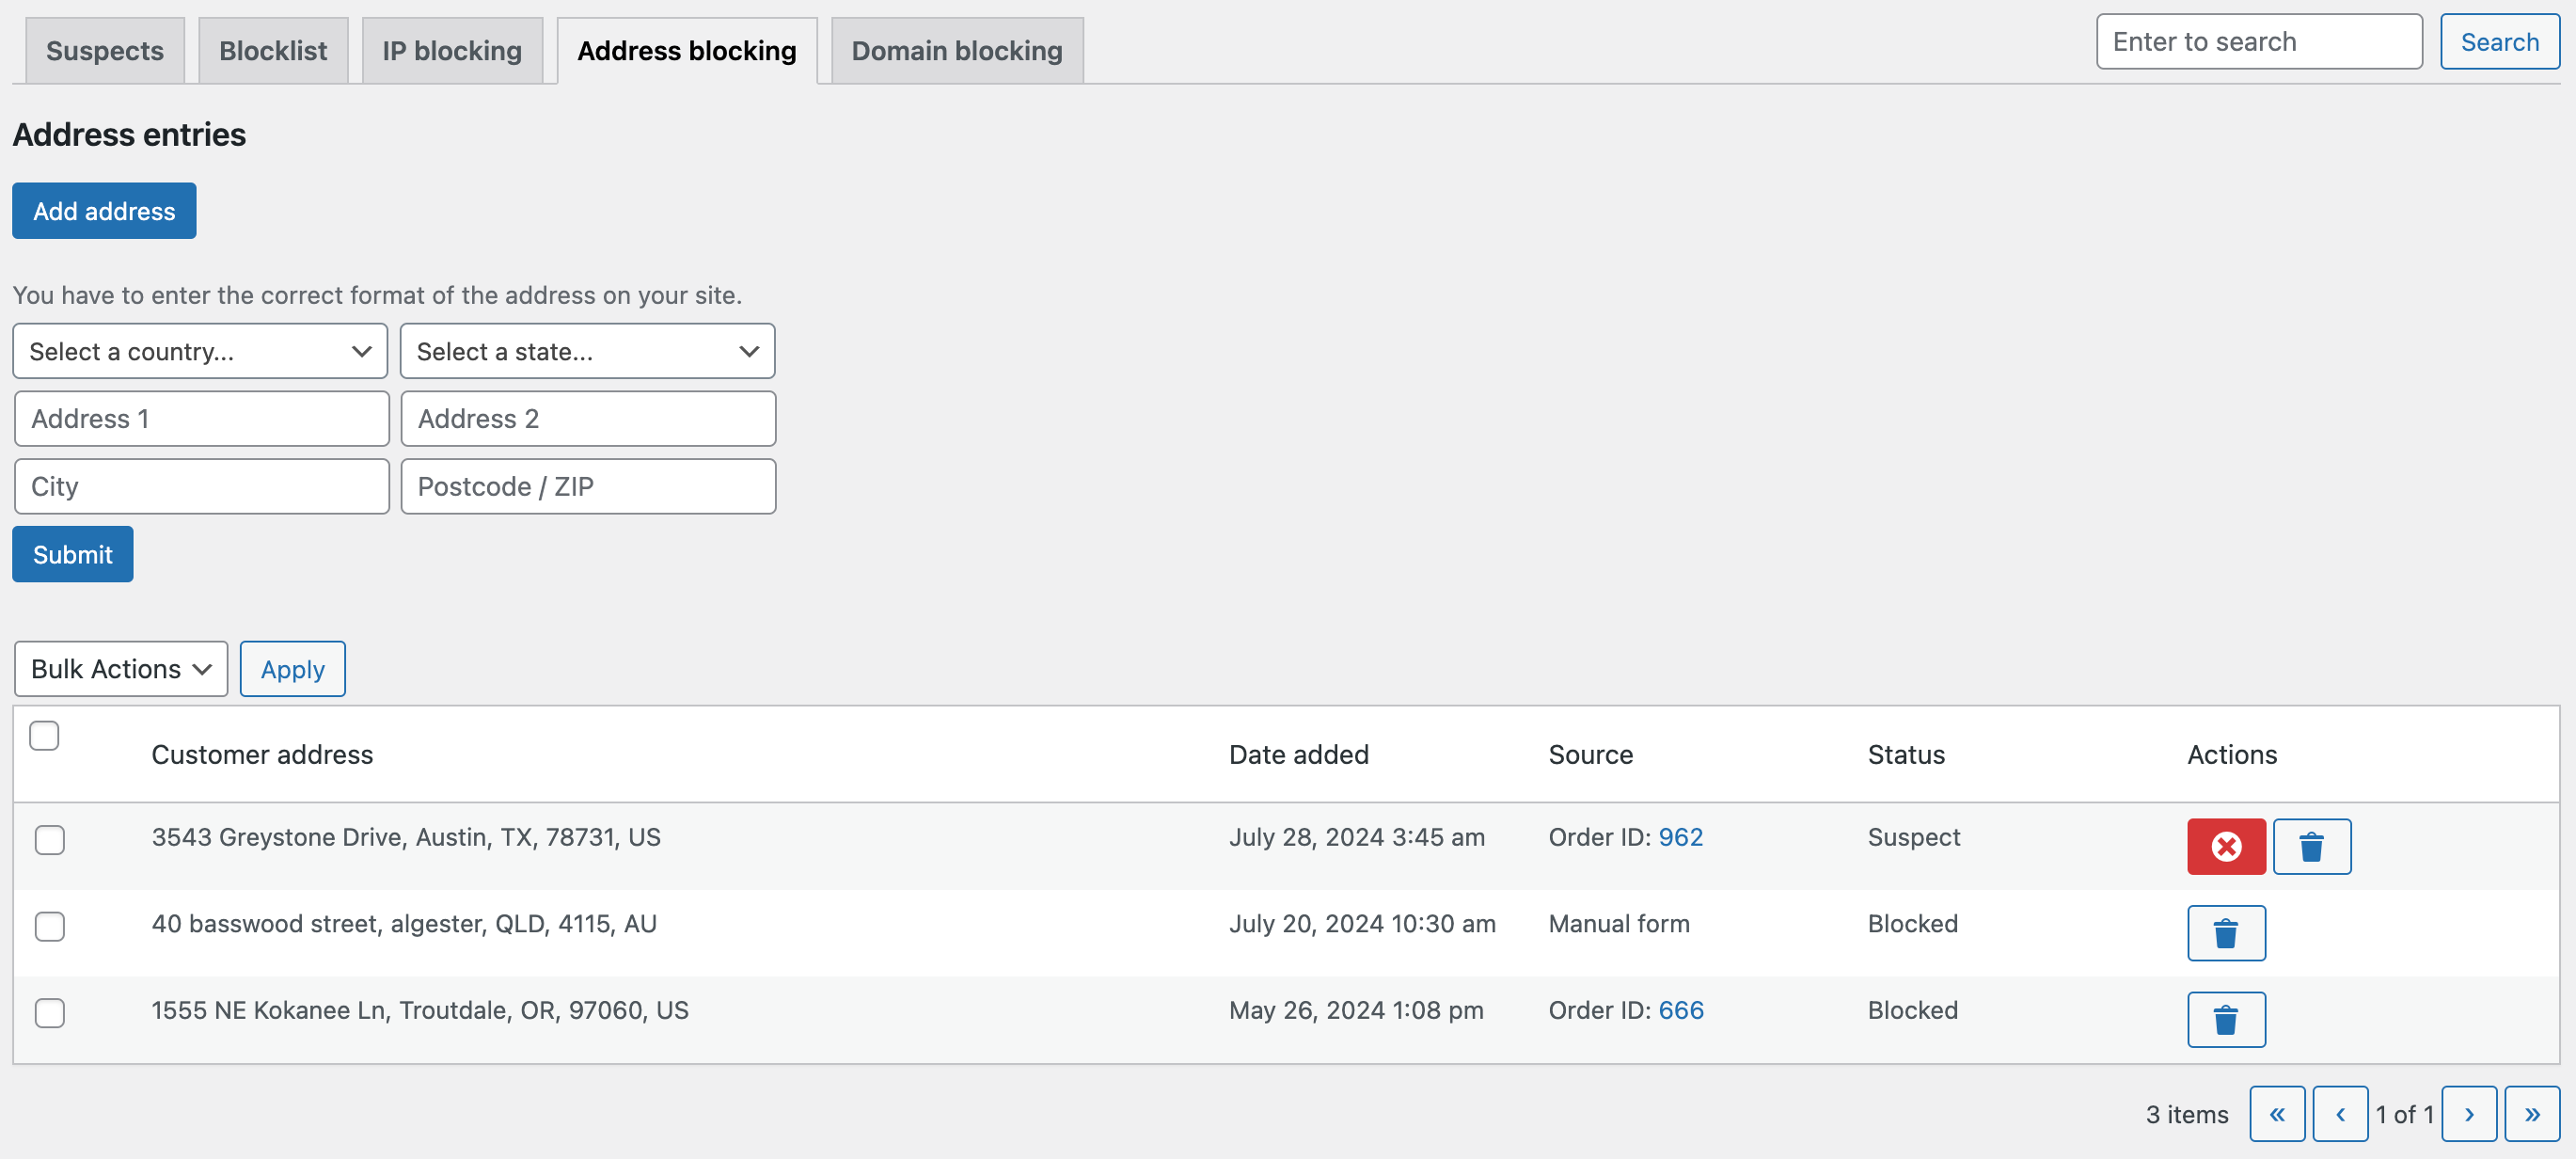 Suspects Blocklist IP blocking Address blocking Domain blocking Enter to search Search
Address entries
Add address
You have to enter the correct format of the address on your site.
Select a country... Select a state...
Address 1 Address 2
City Postcode / ZIP
Submit
Bulk Actions Apply
Customer address Date added Source Status Actions
3543 Greystone Drive, Austin, TX, 78731, US July 28, 2024 3:45 am Order ID: 962 Suspect
40 basswood street, algester, QLD, 4115, AU July 20, 2024 10:30 am Manual form Blocked
1555 NE Kokanee Ln, Troutdale, OR, 97060, US May 26, 2024 1:08 pm Order ID: 666 Blocked
3 items « ‹ 1 of 1 › »